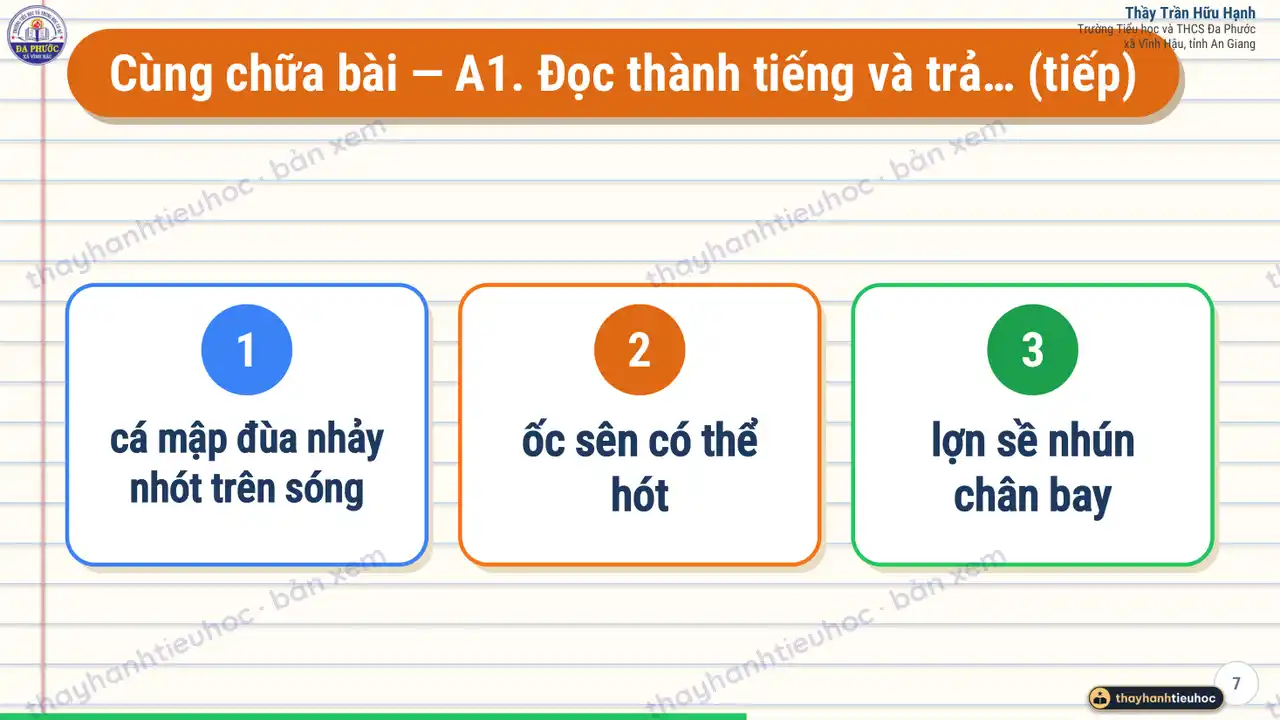 Thầy Trần Hữu Hạnh
Trường Tiểu học và THCS Đa Phước
xã Vĩnh Hậu, tỉnh An Giang
ĐA PHƯỚC
XÃ VĨNH HẬU
Cùng chữa bài — A1. Đọc thành tiếng và trả... (tiếp)
thayhanhtieuhoc · bản xem
thayhanhtieuhoc · bản xem
1
cá mập đùa nhảy
nhót trên sóng
2
ốc sên có thể
hót
3
lợn sề nhún
chân bay
thayhanhtieuhoc · bản xem
thayhanhtieuhoc · bản xem
thayhanhtieuhoc
7